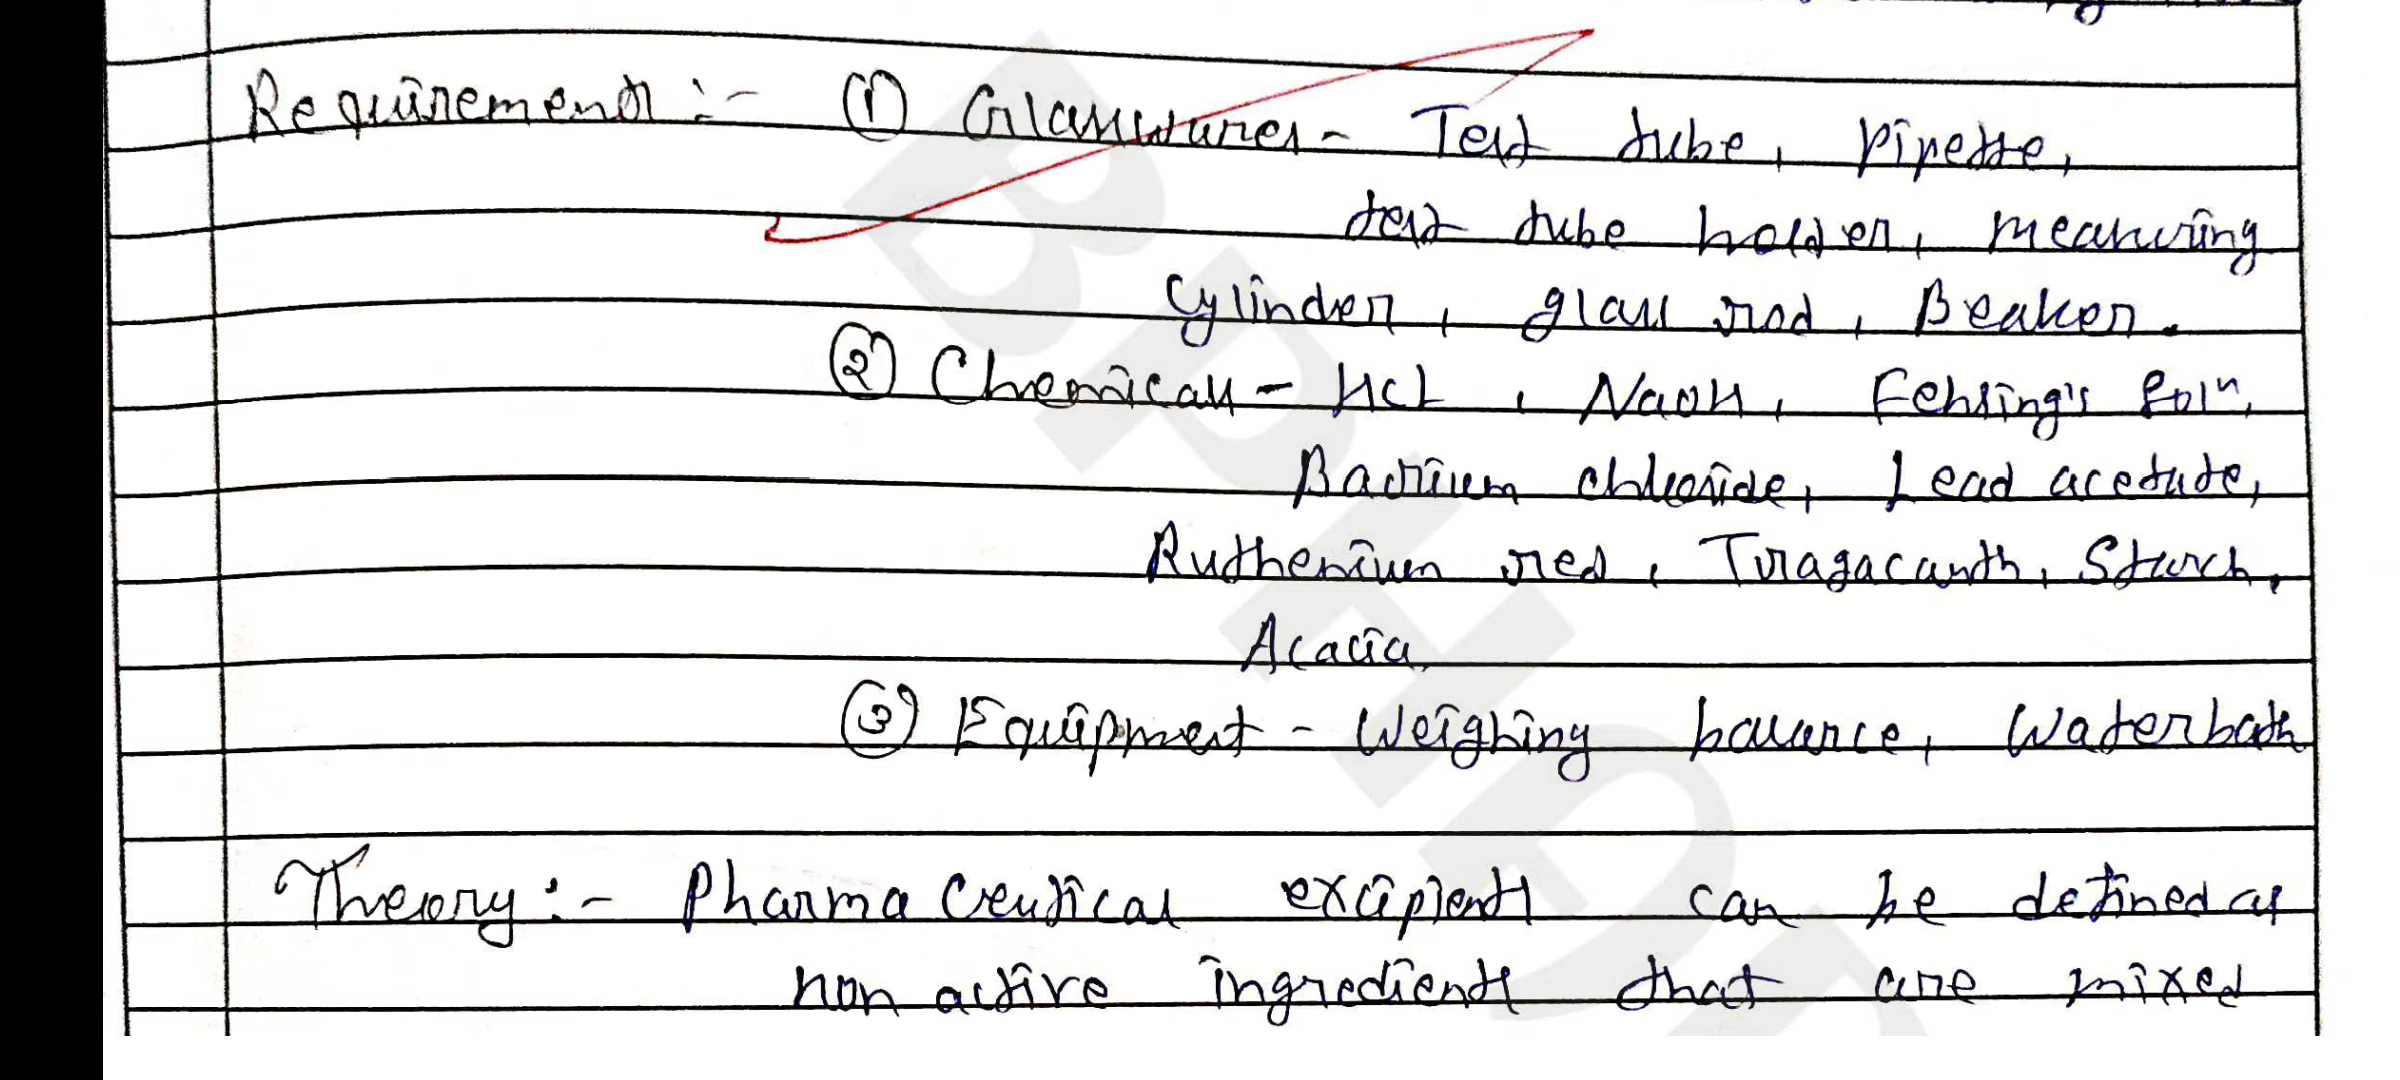 Requirements :- ① Glasswares - Test tube, Pipette,
test tube holder, measuring
cylinder, glass rod, Beaker.
② Chemicals - HCl, NaOH, Fehling's solⁿ,
Barium chloride, Lead acetate,
Ruthenium red, Tragacanth, Starch,
Acacia.
③ Equipment - Weighing balance, Waterbath
Theory :- Pharmaceutical excipients can be defined as
non active ingredients that are mixed
BPHD